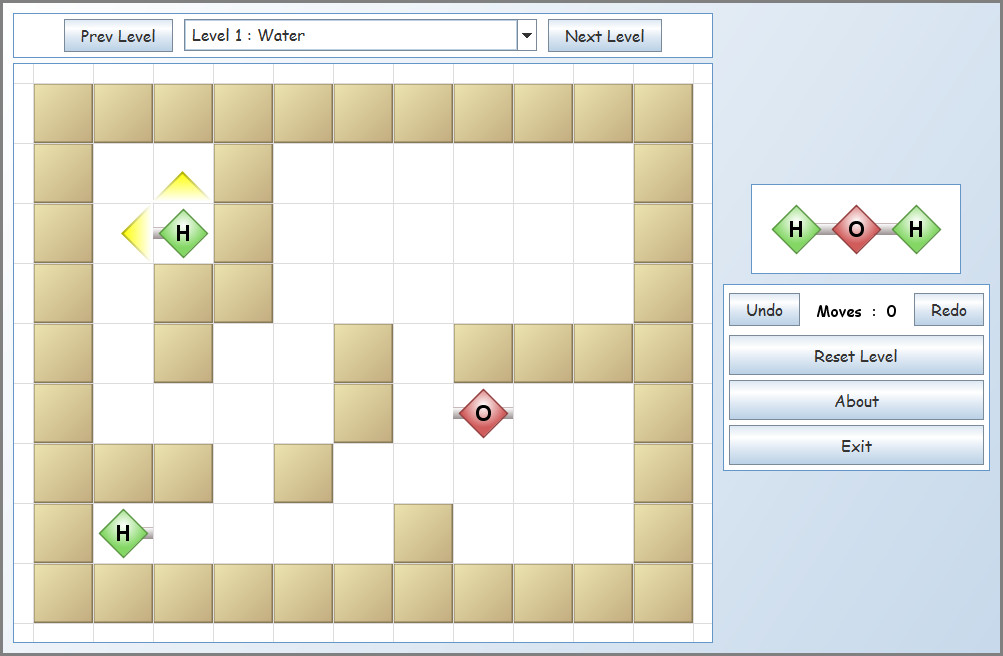 Prev Level
Level 1 : Water
Next Level
H
H O H
Undo
Moves : 0
Redo
Reset Level
About
O
Exit
H